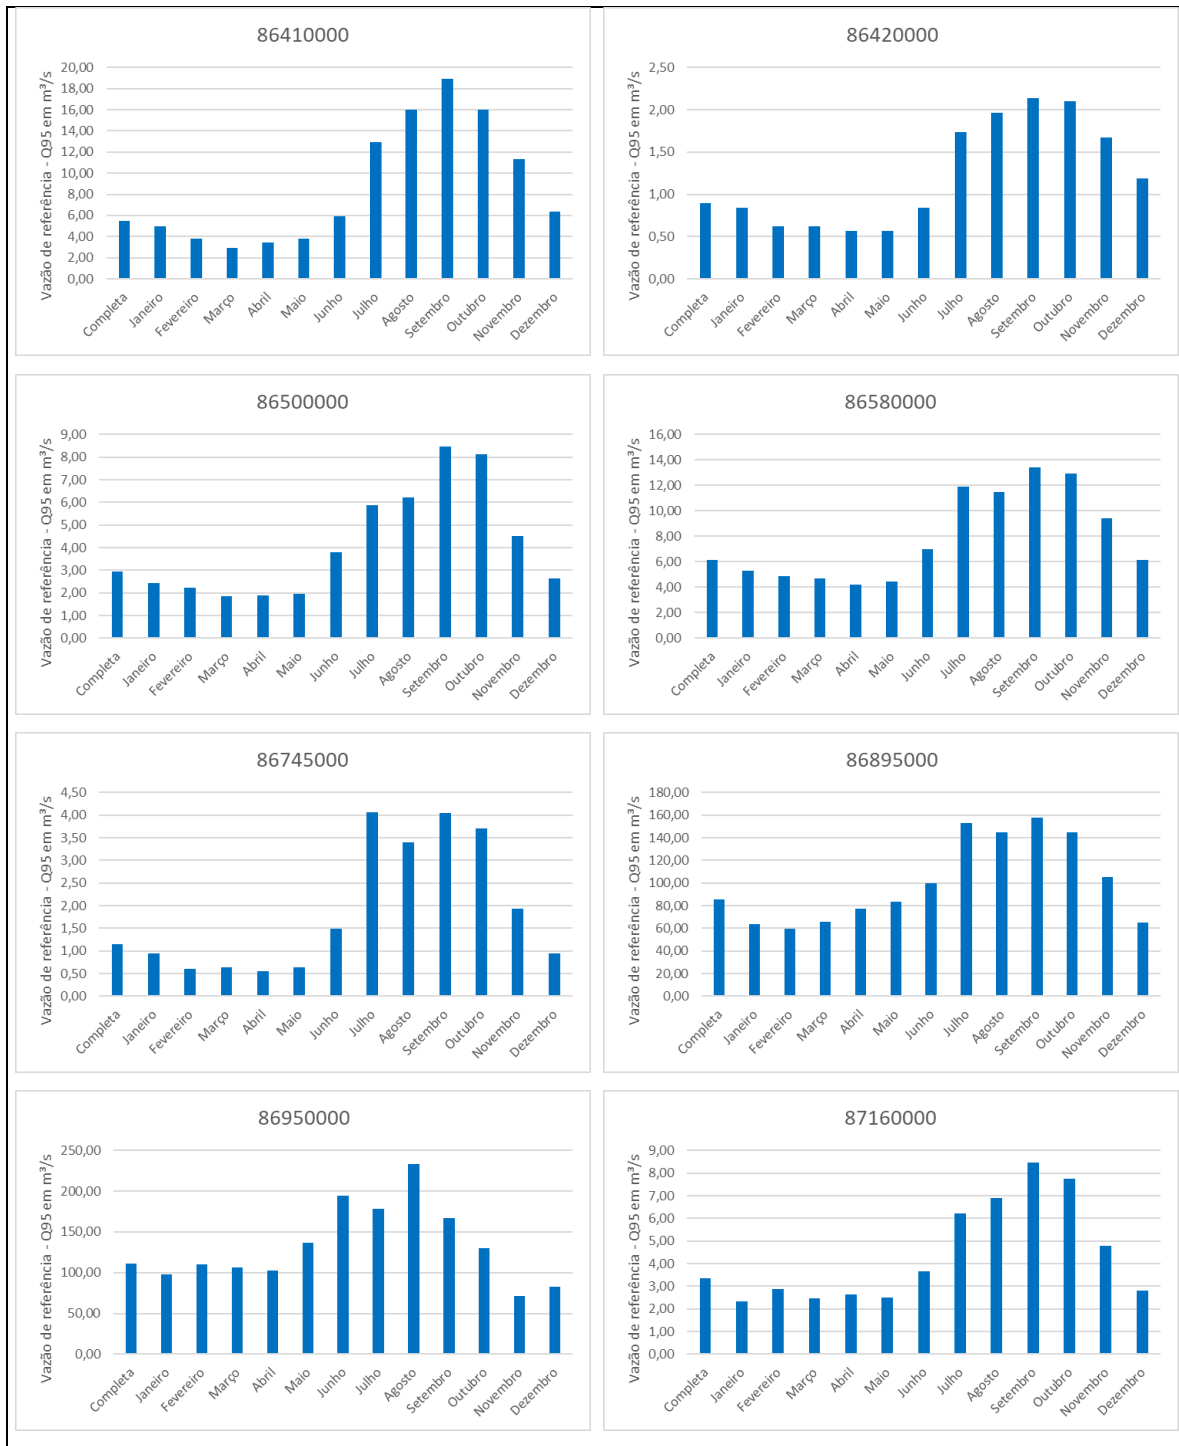 86410000
Vazão de referência - Q95 em m³/s
20,00
18,00
16,00
14,00
12,00
10,00
8,00
6,00
4,00
2,00
0,00
Completa
Janeiro
Fevereiro
Março
Abril
Maio
Junho
Julho
Agosto
Setembro
Outubro
Novembro
Dezembro
86420000
Vazão de referência - Q95 em m³/s
2,50
2,00
1,50
1,00
0,50
0,00
Completa
Janeiro
Fevereiro
Março
Abril
Maio
Junho
Julho
Agosto
Setembro
Outubro
Novembro
Dezembro
86500000
Vazão de referência - Q95 em m³/s
9,00
8,00
7,00
6,00
5,00
4,00
3,00
2,00
1,00
0,00
Completa
Janeiro
Fevereiro
Março
Abril
Maio
Junho
Julho
Agosto
Setembro
Outubro
Novembro
Dezembro
86580000
Vazão de referência - Q95 em m³/s
16,00
14,00
12,00
10,00
8,00
6,00
4,00
2,00
0,00
Completa
Janeiro
Fevereiro
Março
Abril
Maio
Junho
Julho
Agosto
Setembro
Outubro
Novembro
Dezembro
86745000
Vazão de referência - Q95 em m³/s
4,50
4,00
3,50
3,00
2,50
2,00
1,50
1,00
0,50
0,00
Completa
Janeiro
Fevereiro
Março
Abril
Maio
Junho
Julho
Agosto
Setembro
Outubro
Novembro
Dezembro
86895000
Vazão de referência - Q95 em m³/s
180,00
160,00
140,00
120,00
100,00
80,00
60,00
40,00
20,00
0,00
Completa
Janeiro
Fevereiro
Março
Abril
Maio
Junho
Julho
Agosto
Setembro
Outubro
Novembro
Dezembro
86950000
Vazão de referência - Q95 em m³/s
250,00
200,00
150,00
100,00
50,00
0,00
Completa
Janeiro
Fevereiro
Março
Abril
Maio
Junho
Julho
Agosto
Setembro
Outubro
Novembro
Dezembro
87160000
Vazão de referência - Q95 em m³/s
9,00
8,00
7,00
6,00
5,00
4,00
3,00
2,00
1,00
0,00
Completa
Janeiro
Fevereiro
Março
Abril
Maio
Junho
Julho
Agosto
Setembro
Outubro
Novembro
Dezembro